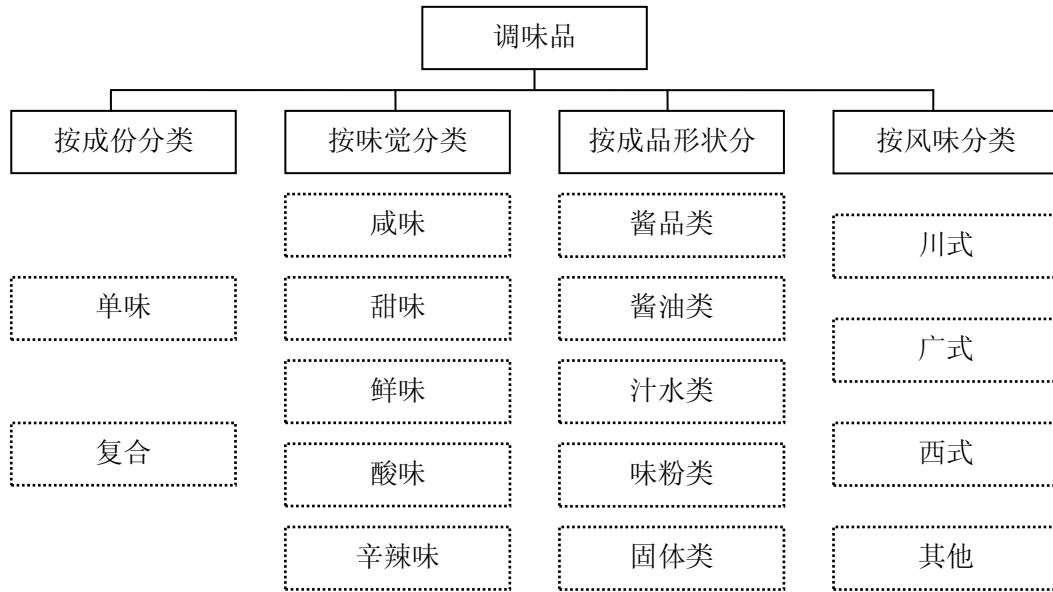 调味品
按成份分类
按味觉分类
按成品形状分
按风味分类
单味
复合
咸味
甜味
鲜味
酸味
辛辣味
酱品类
酱油类
汁水类
味粉类
固体类
川式
广式
西式
其他